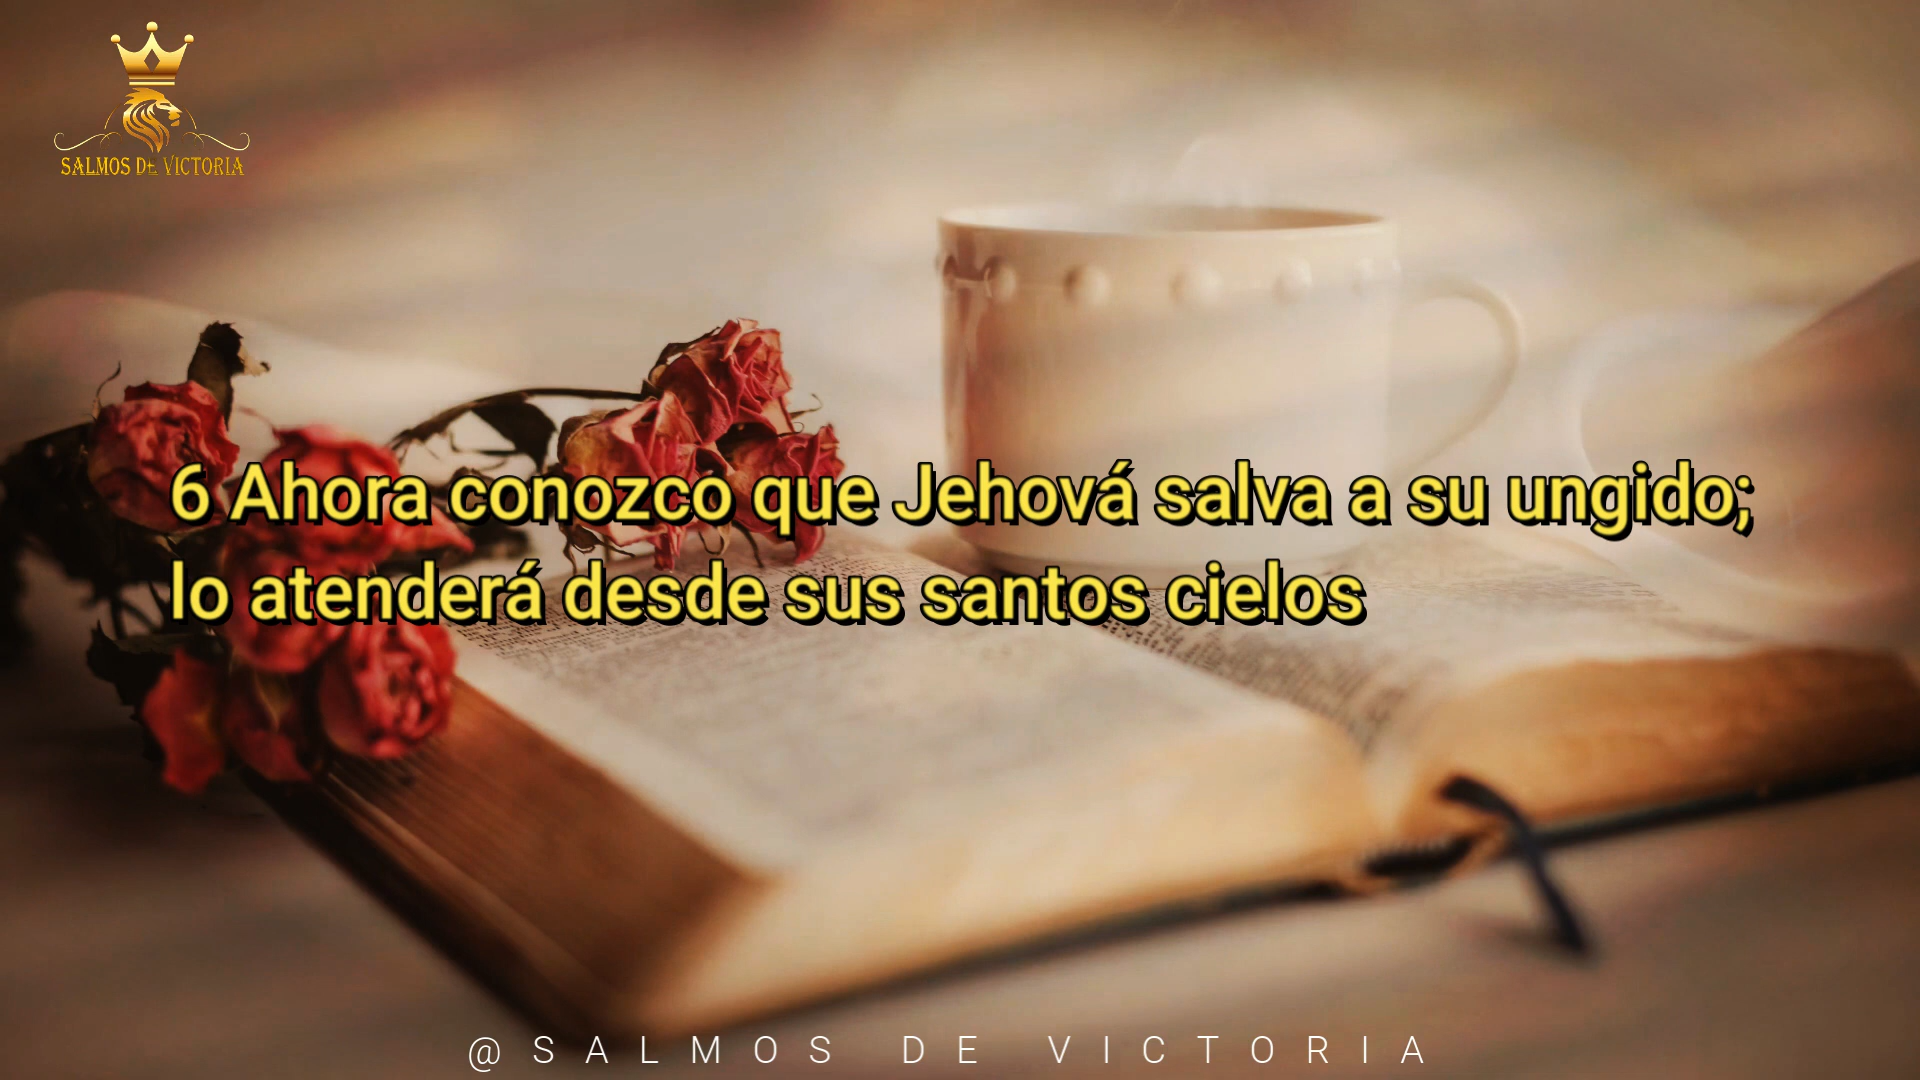 SALMOS DE VICTORIA
6 Ahora conozco que Jehová salva a su ungido;
lo atenderá desde sus santos cielos
@SALMOS DE VICTORIA